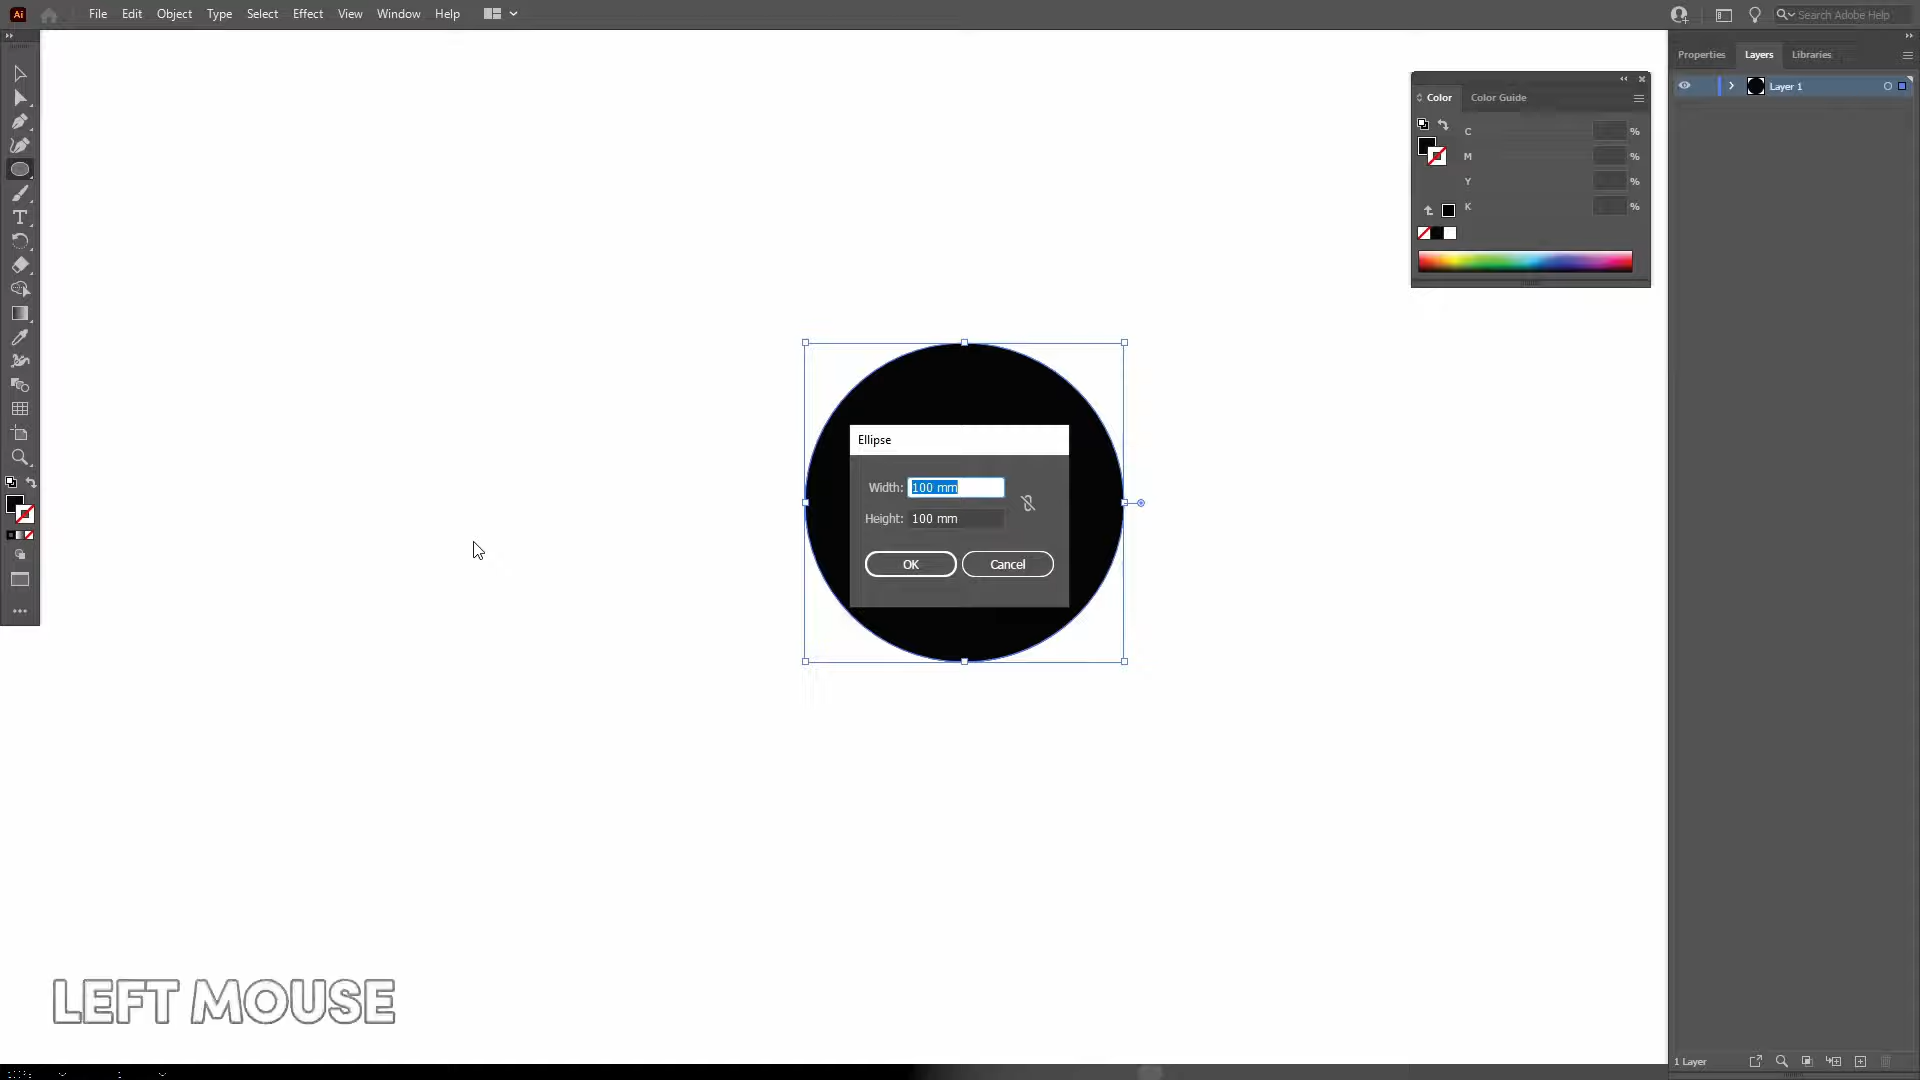 Ai File Edit Object Type Select Effect View Window Help Search Adobe Help
Properties Layers Libraries
Layer 1
Color Color Guide
C %
M %
Y %
K %
T
Ellipse
Width: 100 mm
Height: 100 mm
OK Cancel
LEFT MOUSE
1 Layer